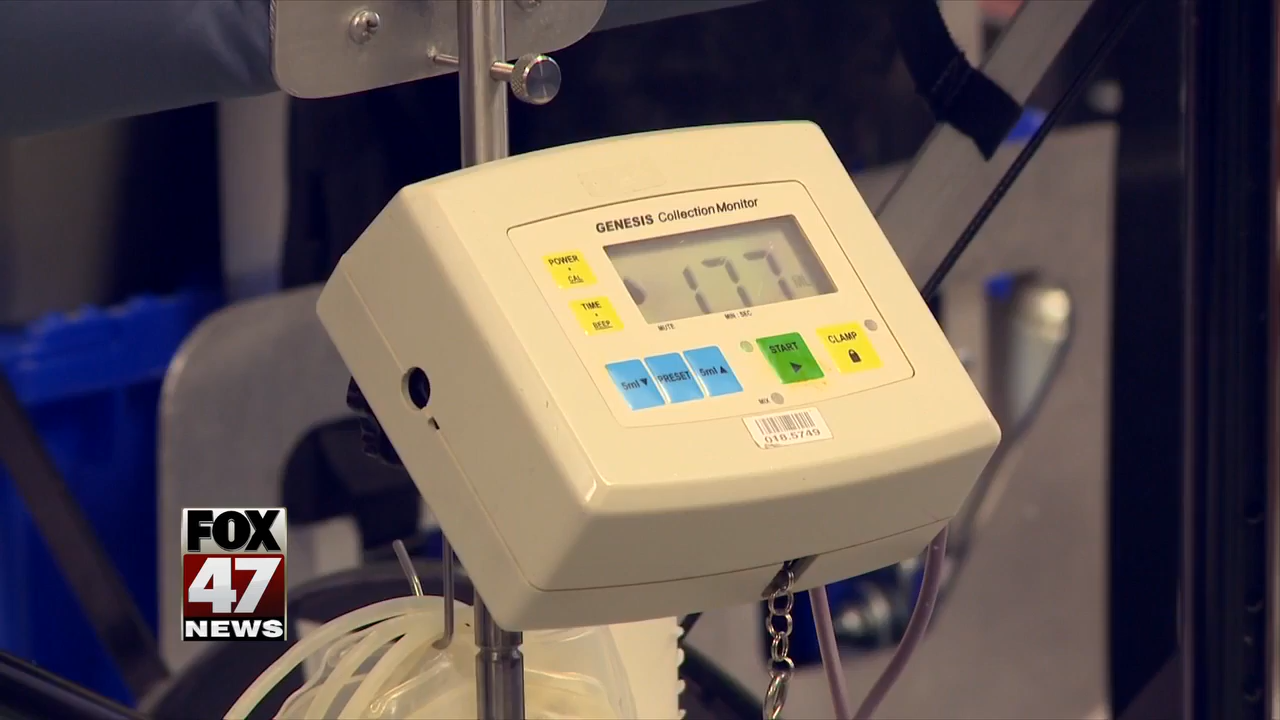 GENESIS Collection Monitor
POWER
CAL
TIME
BEEP
177
MUTE
MIN : SEC
5ml ▼
PRESET
5ml ▲
START
CLAMP
MIX
018.5749
FOX
47
NEWS